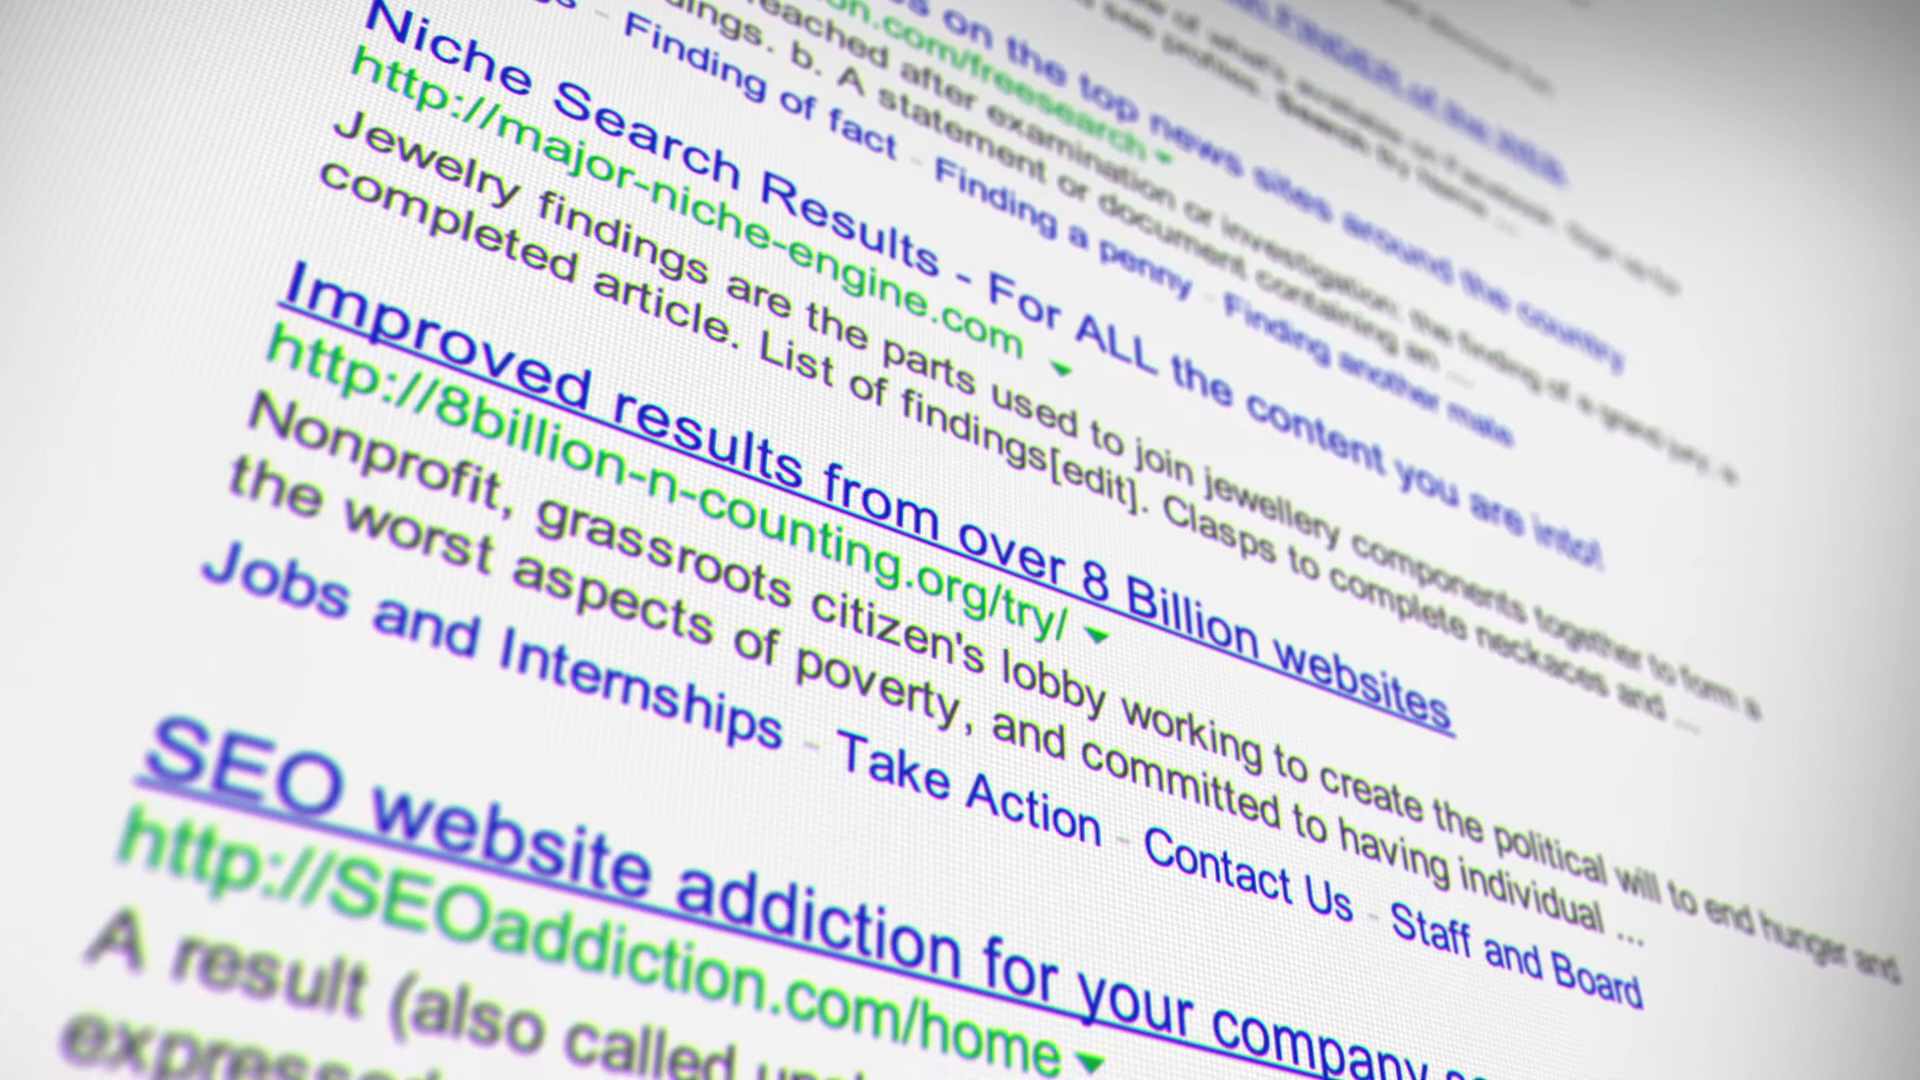 on the top news sites around the country
.com/freesearch
reached after examination or investigation: the finding of a grand jury, a
dings. b. A statement or document containing an ...
Finding of fact - Finding a penny - Finding another mate
Niche Search Results - For ALL the content you are into!
http://major-niche-engine.com
Jewelry findings are the parts used to join jewellery components together to form a
completed article. List of findings[edit]. Clasps to complete neckaces and ...
Improved results from over 8 Billion websites
http://8billion-n-counting.org/try/
Nonprofit, grassroots citizen's lobby working to create the political will to end hunger and
the worst aspects of poverty, and committed to having individual ...
Jobs and Internships - Take Action - Contact Us - Staff and Board
SEO website addiction for your company
http://SEOaddiction.com/home
A result (also called